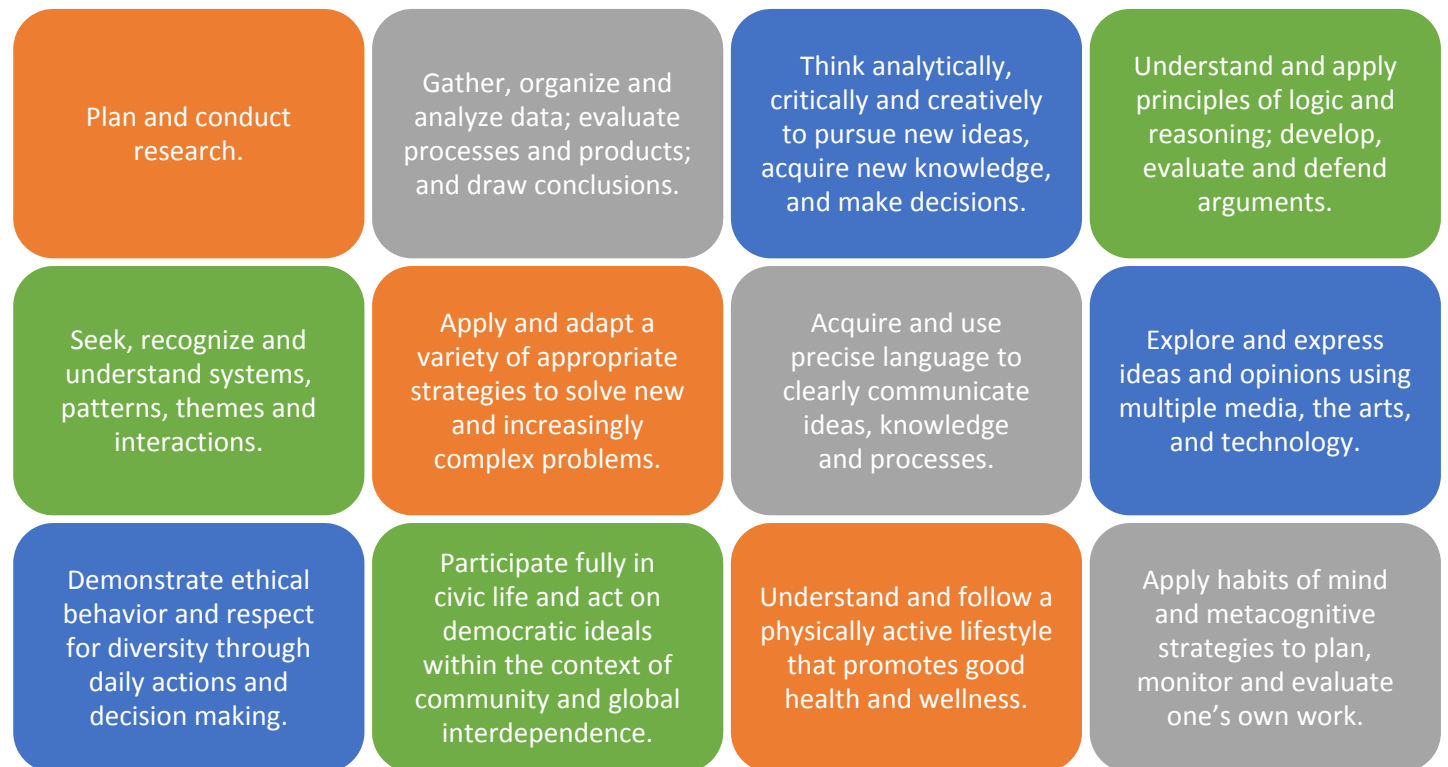 Plan and conduct
research.
Gather, organize and
analyze data; evaluate
processes and products;
and draw conclusions.
Think analytically,
critically and creatively
to pursue new ideas,
acquire new knowledge,
and make decisions.
Understand and apply
principles of logic and
reasoning; develop,
evaluate and defend
arguments.
Seek, recognize and
understand systems,
patterns, themes and
interactions.
Apply and adapt a
variety of appropriate
strategies to solve new
and increasingly
complex problems.
Acquire and use
precise language to
clearly communicate
ideas, knowledge
and processes.
Explore and express
ideas and opinions using
multiple media, the arts,
and technology.
Demonstrate ethical
behavior and respect
for diversity through
daily actions and
decision making.
Participate fully in
civic life and act on
democratic ideals
within the context of
community and global
interdependence.
Understand and follow a
physically active lifestyle
that promotes good
health and wellness.
Apply habits of mind
and metacognitive
strategies to plan,
monitor and evaluate
one’s own work.